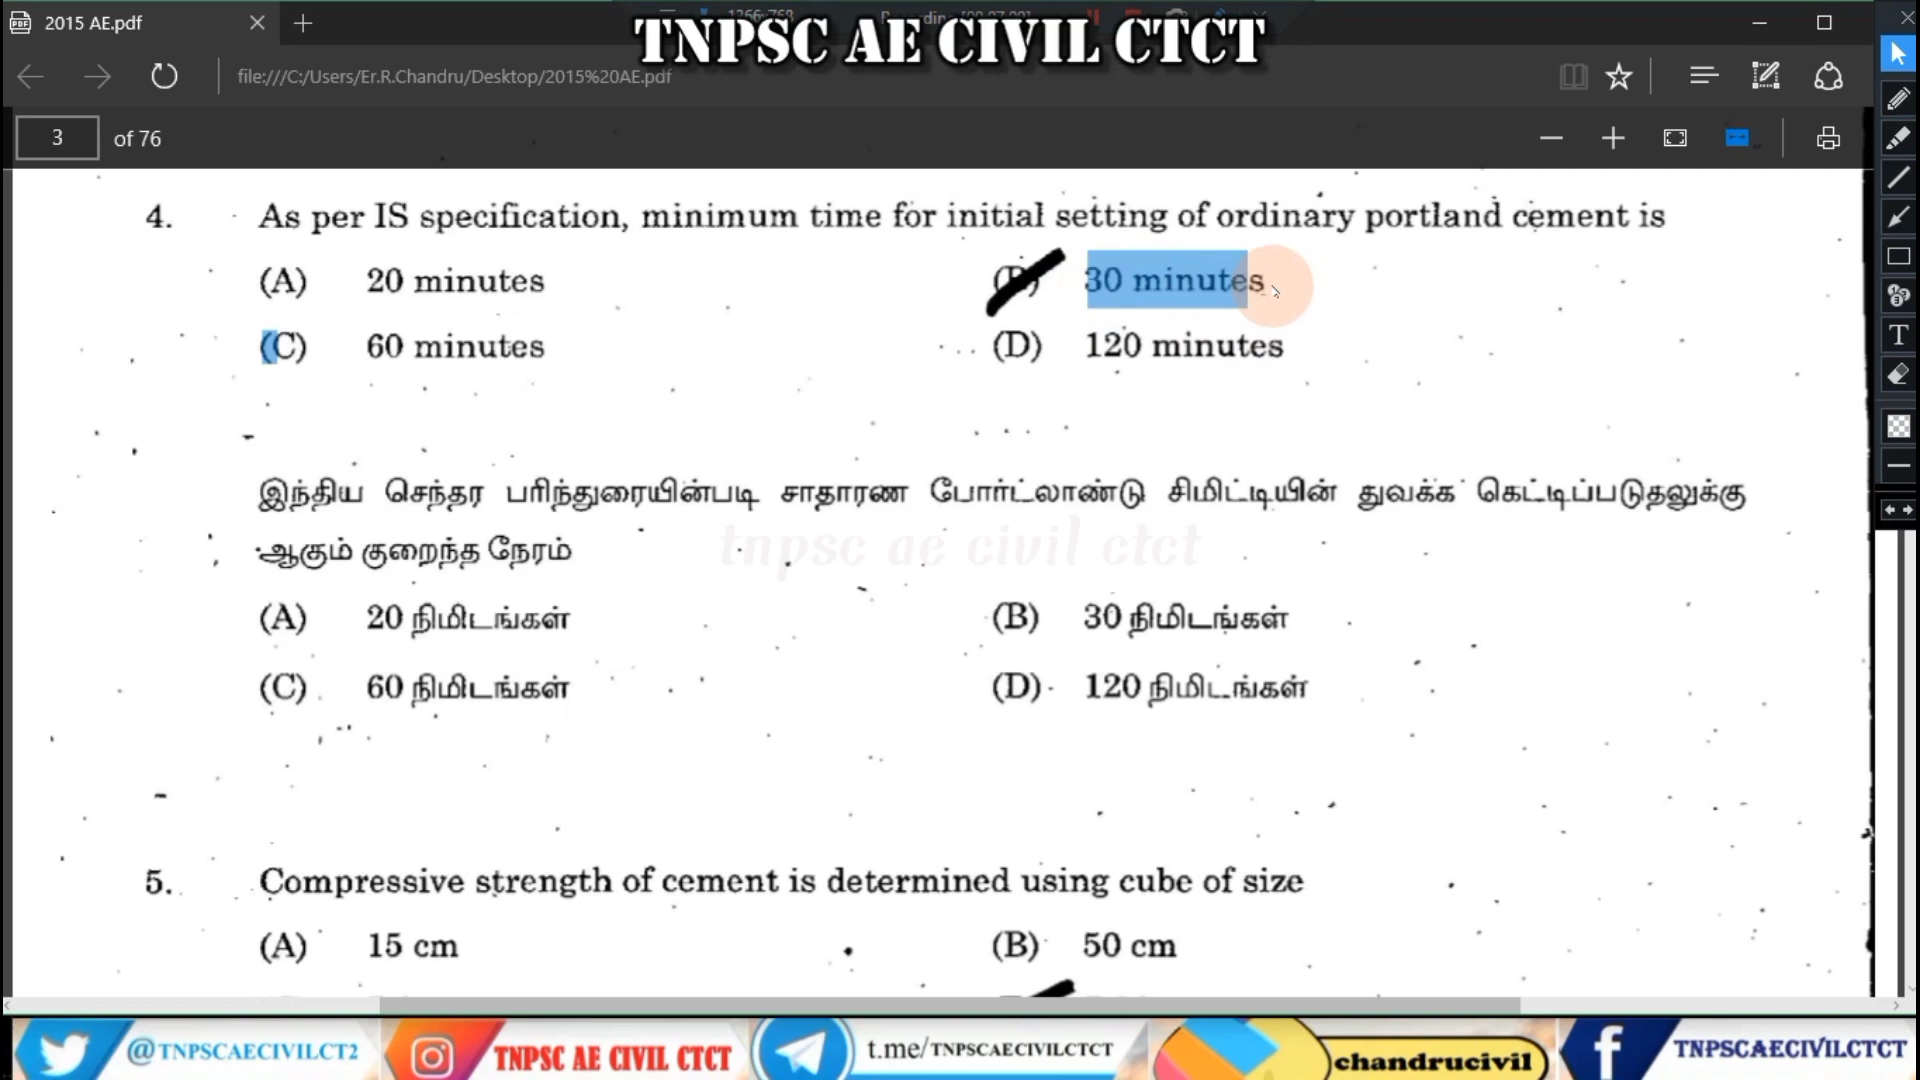 2015 AE.pdf
TNPSC AE CIVIL CTCT
file:///C:/Users/Er.R.Chandru/Desktop/2015%20AE.pdf
3 of 76
4. As per IS specification, minimum time for initial setting of ordinary portland cement is
(A) 20 minutes (B) 30 minutes
(C) 60 minutes (D) 120 minutes
இந்திய செந்தர பரிந்துரையின்படி சாதாரண போர்ட்லாண்டு சிமிட்டியின் துவக்க கெட்டிப்படுதலுக்கு
ஆகும் குறைந்த நேரம்
tnpsc ae civil ctct
(A) 20 நிமிடங்கள் (B) 30 நிமிடங்கள்
(C) 60 நிமிடங்கள் (D) 120 நிமிடங்கள்
5. Compressive strength of cement is determined using cube of size
(A) 15 cm (B) 50 cm
@TNPSCAECIVILCT2 TNPSC AE CIVIL CTCT t.me/TNPSCAECIVILCTCT chandrucivil TNPSCAECIVILCTCT